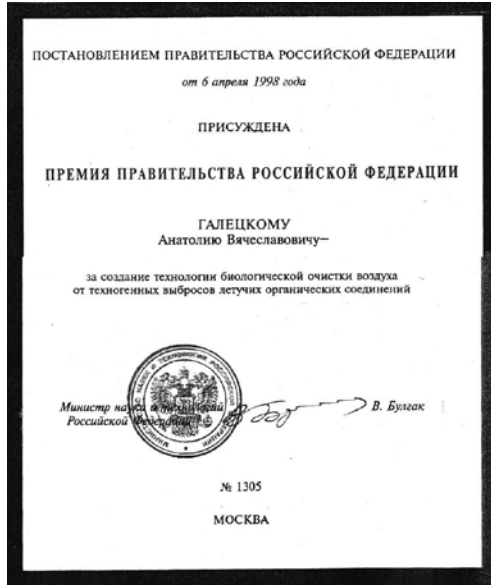 ПОСТАНОВЛЕНИЕМ ПРАВИТЕЛЬСТВА РОССИЙСКОЙ ФЕДЕРАЦИИ
от 6 апреля 1998 года
ПРИСУЖДЕНА
ПРЕМИЯ ПРАВИТЕЛЬСТВА РОССИЙСКОЙ ФЕДЕРАЦИИ
ГАЛЕЦКОМУ
Анатолию Вячеславовичу—
за создание технологии биологической очистки воздуха
от техногенных выбросов летучих органических соединений
Министр науки и технологий
Российской Федерации
В. Булгак
№ 1305
МОСКВА